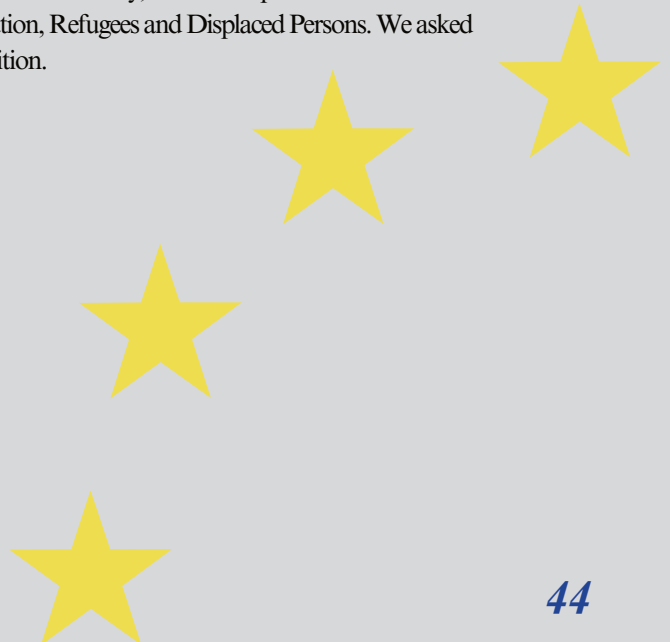 tion, Refugees and Displaced Persons. We asked
ition.
44